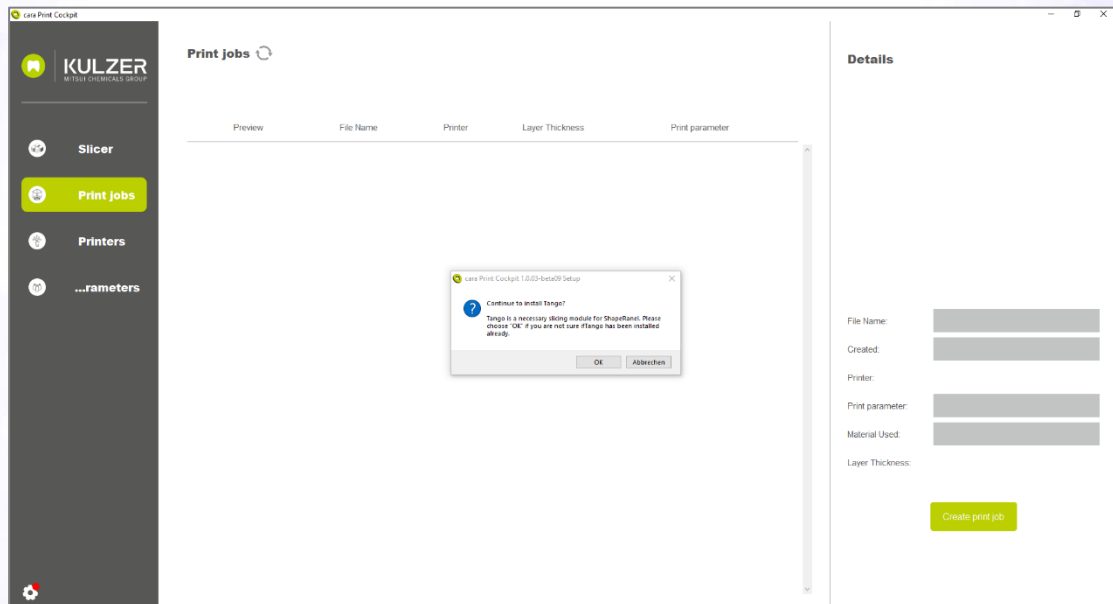 cara Print Cockpit
KULZER
MITSUI CHEMICALS GROUP
Slicer
Print jobs
Printers
...rameters
Print jobs
Preview File Name Printer Layer Thickness Print parameter
cara Print Cockpit 1.0.03-beta09 Setup
Continue to install Tango?
Tango is a necessary slicing module for ShapeRanel. Please
choose 'OK' if you are not sure ifTango has been installed
already.
OK Abbrechen
Details
File Name:
Created:
Printer:
Print parameter:
Material Used:
Layer Thickness:
Create print job